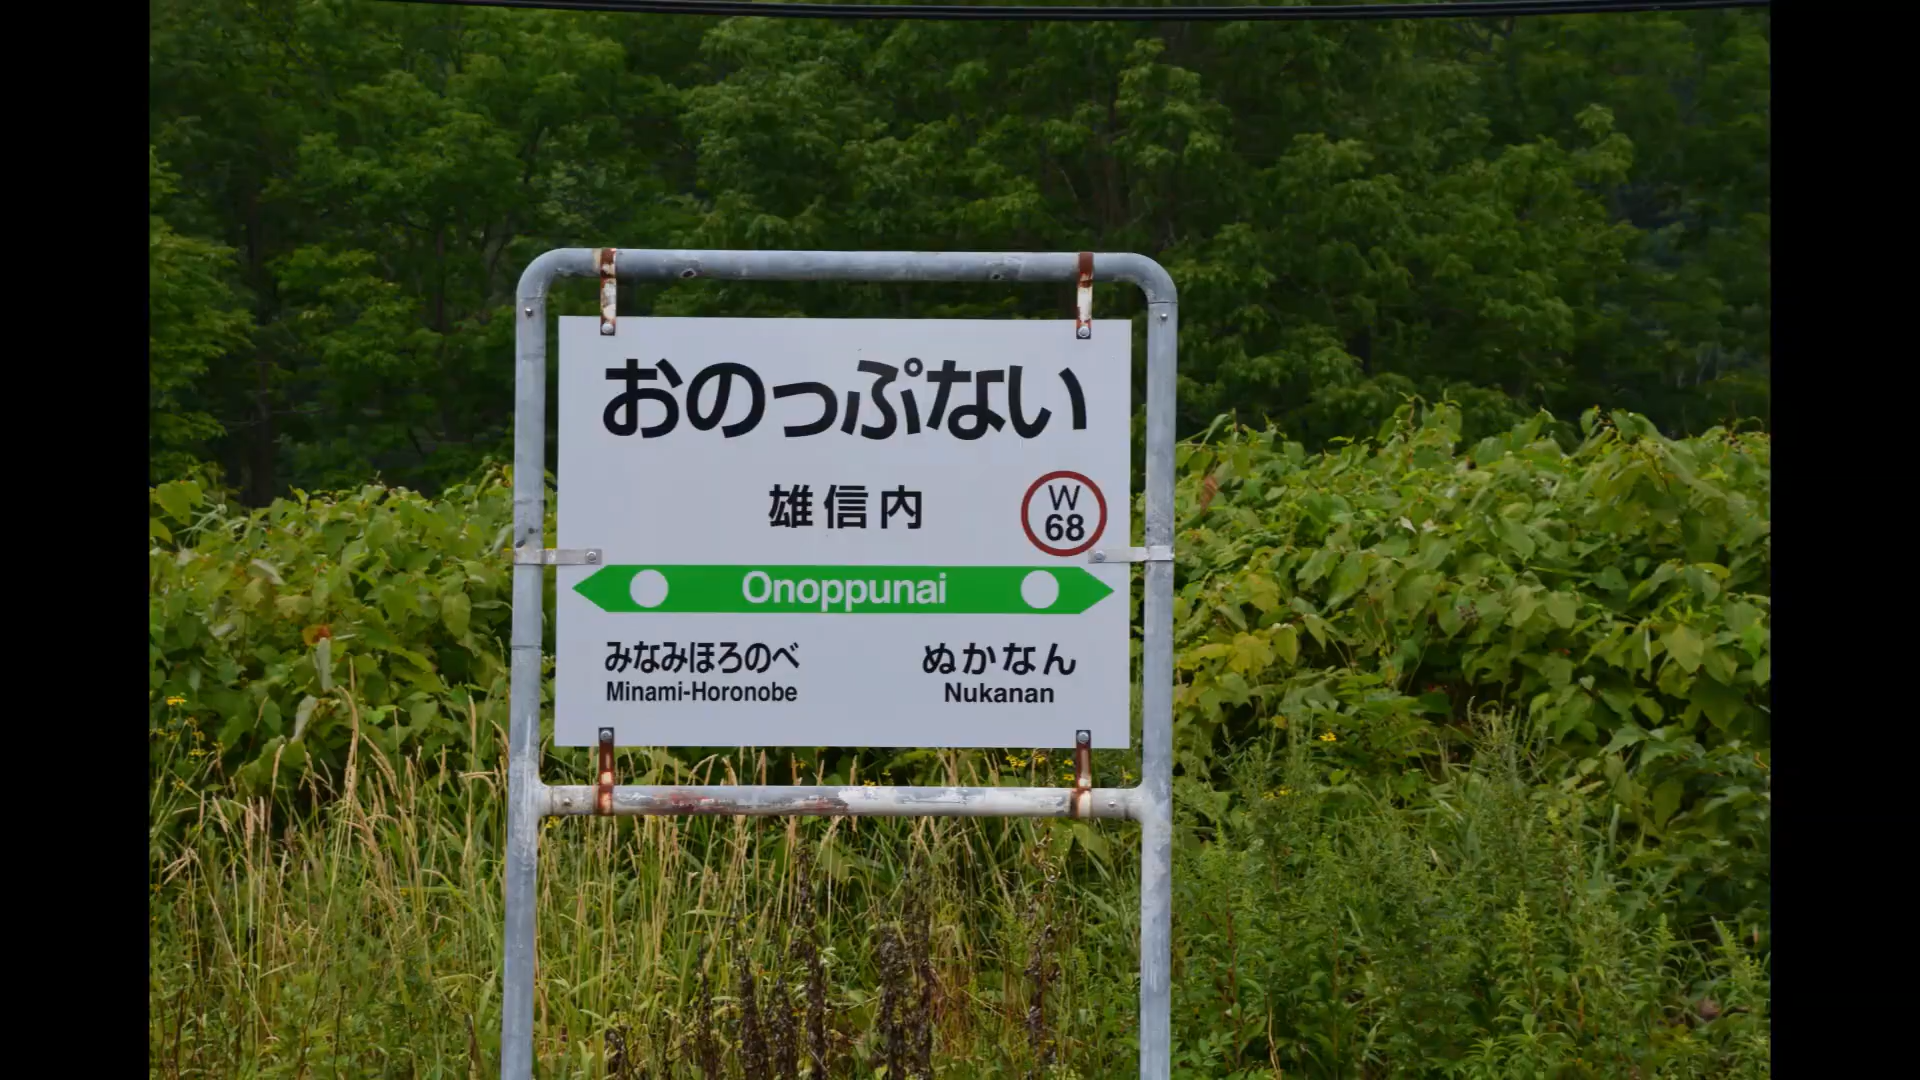 おのっぷない
雄信内
W
68
Onoppunai
みなみほろのべ ぬかなん
Minami-Horonobe Nukanan